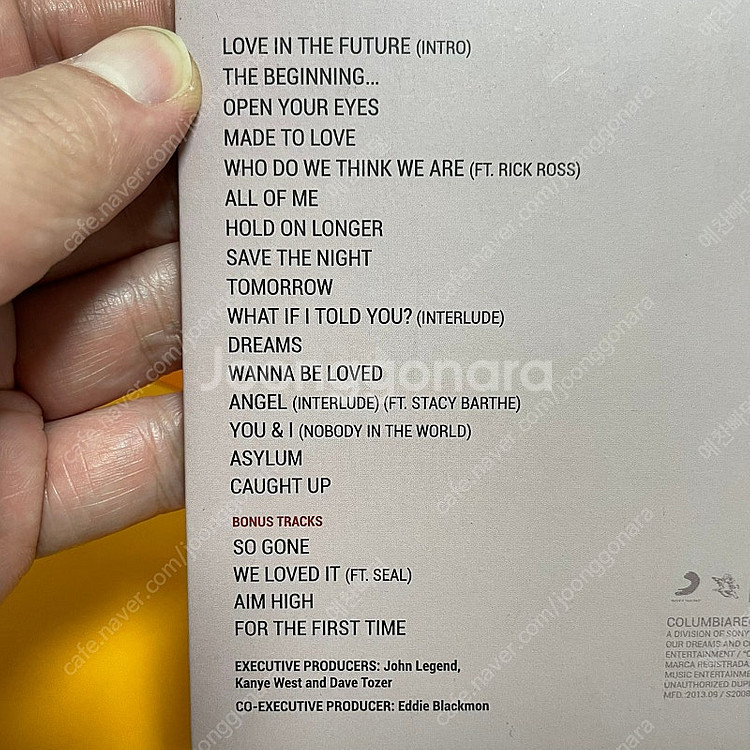 LOVE IN THE FUTURE (INTRO)
THE BEGINNING...
OPEN YOUR EYES
MADE TO LOVE
WHO DO WE THINK WE ARE (FT. RICK ROSS)
ALL OF ME
HOLD ON LONGER
SAVE THE NIGHT
TOMORROW
WHAT IF I TOLD YOU? (INTERLUDE)
DREAMS
WANNA BE LOVED
ANGEL (INTERLUDE) (FT. STACY BARTHE)
YOU & I (NOBODY IN THE WORLD)
ASYLUM
CAUGHT UP
BONUS TRACKS
SO GONE
WE LOVED IT (FT. SEAL)
AIM HIGH
FOR THE FIRST TIME
EXECUTIVE PRODUCERS: John Legend,
Kanye West and Dave Tozer
CO-EXECUTIVE PRODUCER: Eddie Blackmon
COLUMBIA
A DIVISION OF SONY
OUR DREAMS AND
ENTERTAINMENT /
MARCA REGISTRADA
MUSIC ENTERTAINME
UNAUTHORIZED DUP
MFD. 2013.09 / S2008
Joonggonara
cafe.naver.com/joonggonara